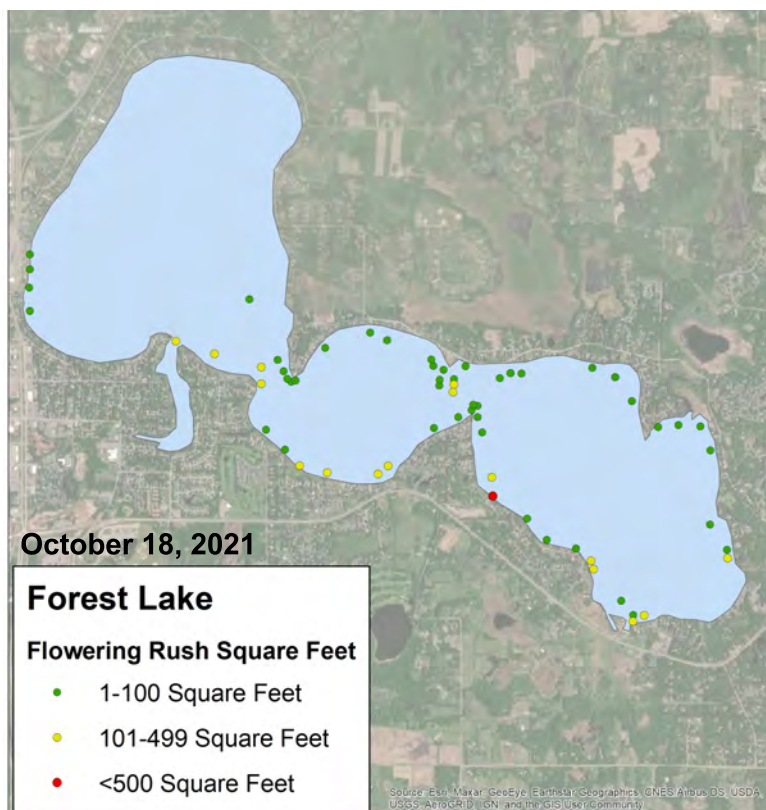 October 18, 2021
Forest Lake
Flowering Rush Square Feet
1-100 Square Feet
101-499 Square Feet
<500 Square Feet
Source: Esri, Maxar, GeoEye, Earthstar Geographics, CNES/Airbus DS, USDA,
USGS, AeroGRID, IGN, and the GIS User Community